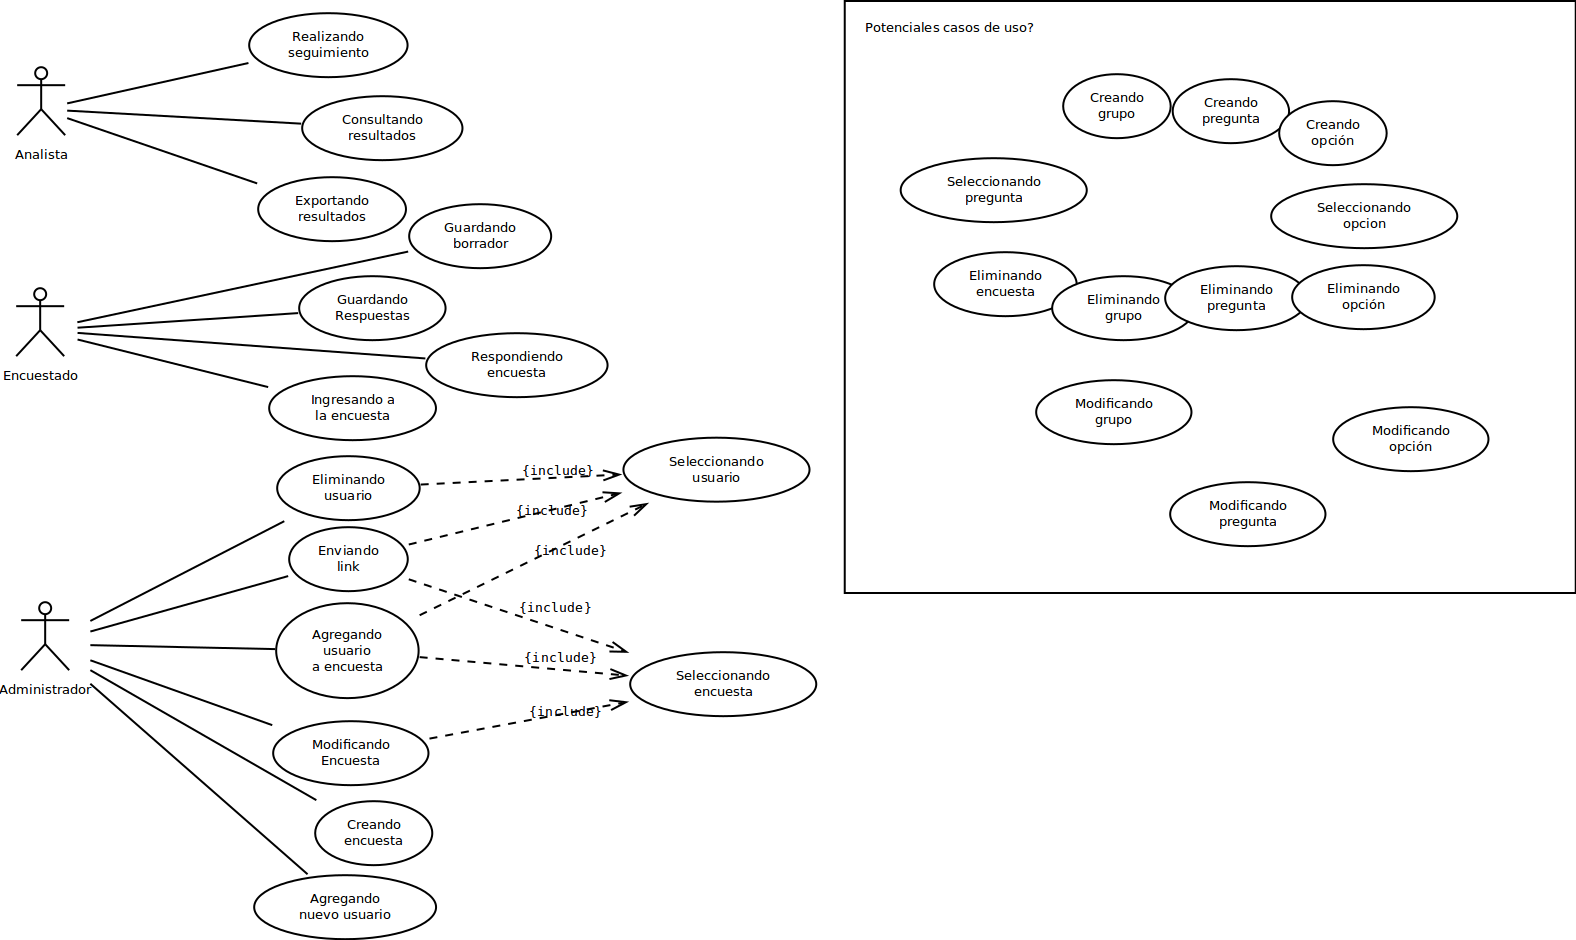 Realizando
seguimiento
Consultando
resultados
Analista
Exportando
resultados
Guardando
borrador
Guardando
Respuestas
Respondiendo
encuesta
Encuestado
Ingresando a
la encuesta
Eliminando
usuario
{include}
Seleccionando
usuario
Enviando
link
{include}
{include}
{include}
Agregando
usuario
a encuesta
{include}
Seleccionando
encuesta
Administrador
{include}
Modificando
Encuesta
Creando
encuesta
Agregando
nuevo usuario
Potenciales casos de uso?
Creando
grupo
Creando
pregunta
Creando
opción
Seleccionando
pregunta
Seleccionando
opcion
Eliminando
encuesta
Eliminando
grupo
Eliminando
pregunta
Eliminando
opción
Modificando
grupo
Modificando
opción
Modificando
pregunta